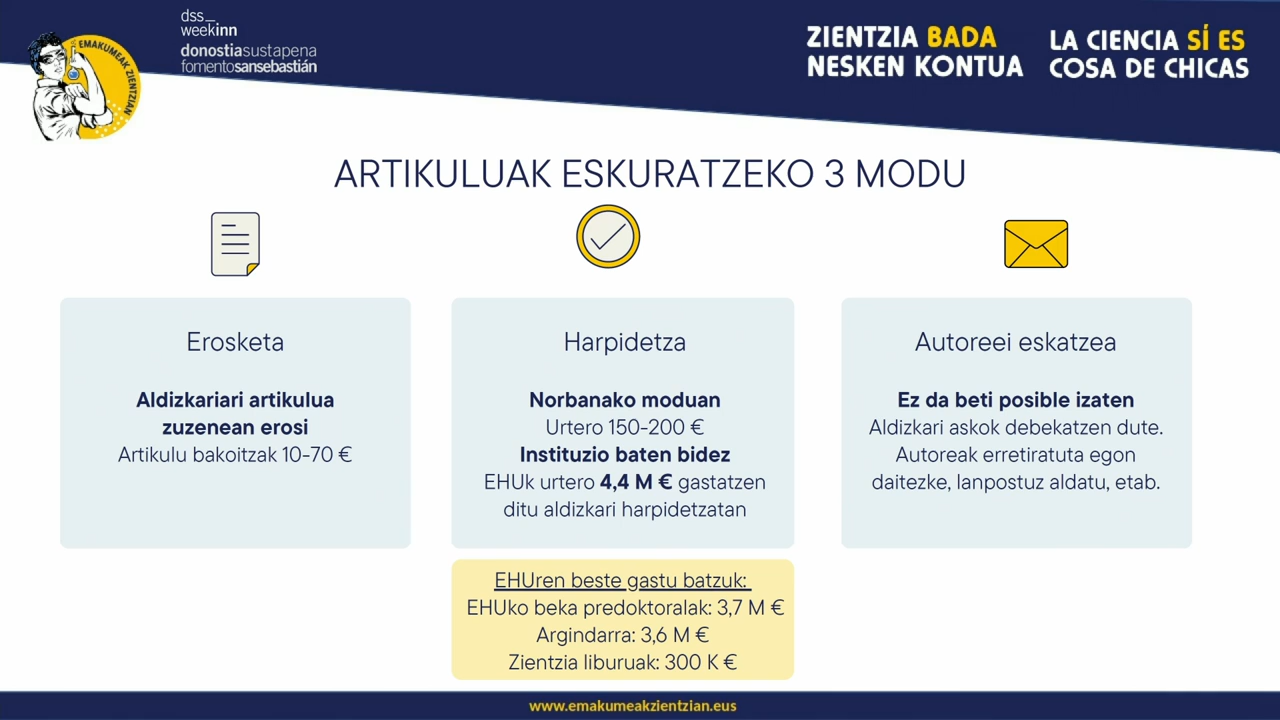 EMAKUMEAK ZIENTZIAN
dss_
weekinn
donostiasustapena
fomentosansebastián
ZIENTZIA BADA
NESKEN KONTUA
LA CIENCIA SÍ ES
COSA DE CHICAS
ARTIKULUAK ESKURATZEKO 3 MODU
Erosketa
Aldizkariari artikulua
zuzenean erosi
Artikulu bakoitzak 10-70 €
Harpidetza
Norbanako moduan
Urtero 150-200 €
Instituzio baten bidez
EHUk urtero 4,4 M € gastatzen
ditu aldizkari harpidetzatan
Autoreei eskatzea
Ez da beti posible izaten
Aldizkari askok debekatzen dute.
Autoreak erretiratuta egon
daitezke, lanpostuz aldatu, etab.
EHUren beste gastu batzuk:
EHUko beka predoktoralak: 3,7 M €
Argindarra: 3,6 M €
Zientzia liburuak: 300 K €
www.emakumeakzientzian.eus